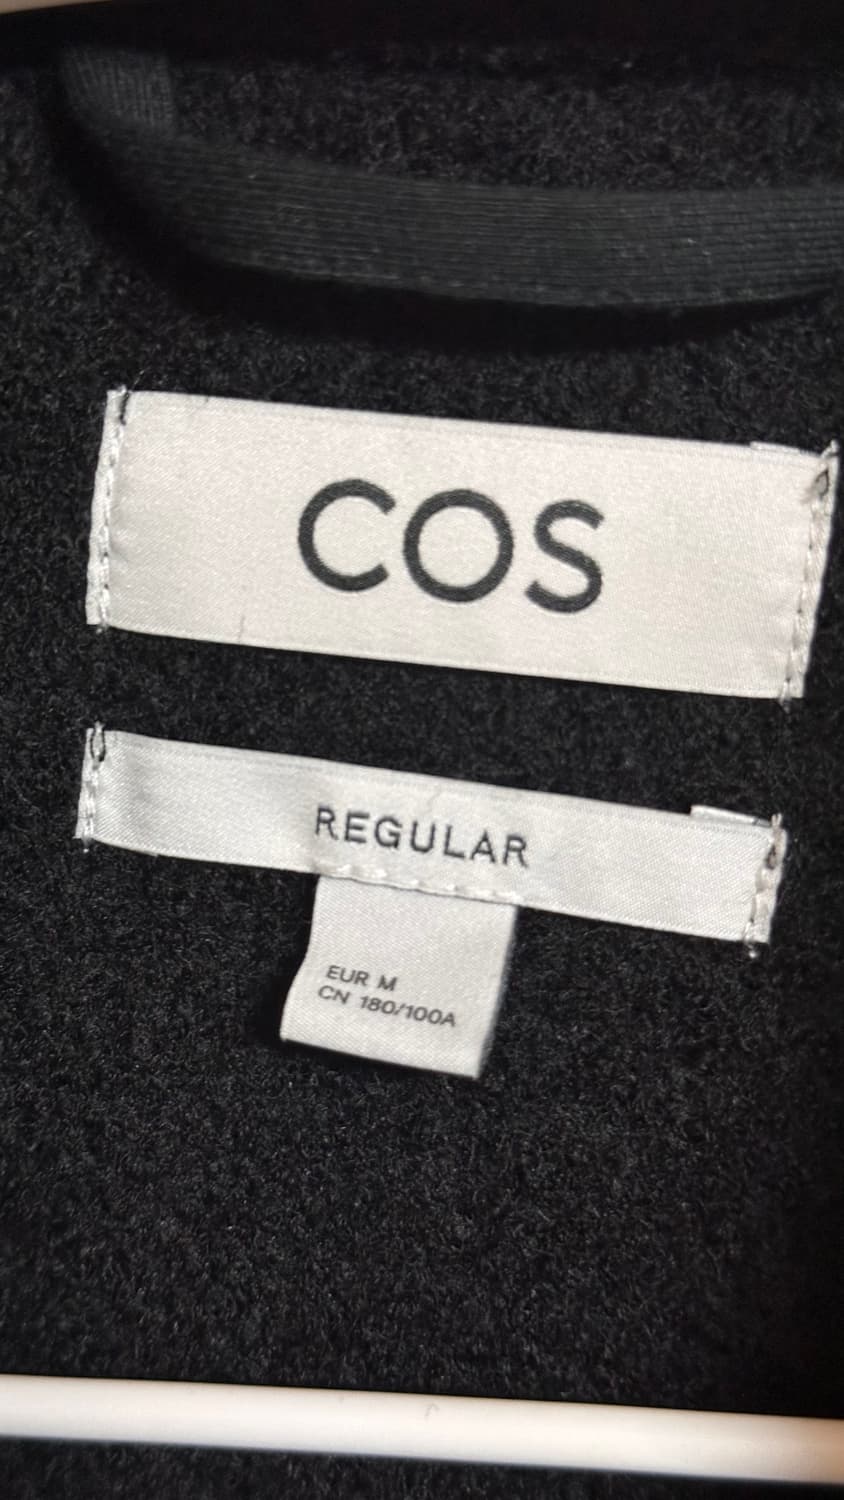 COS
REGULAR
EUR M
CN 180/100A